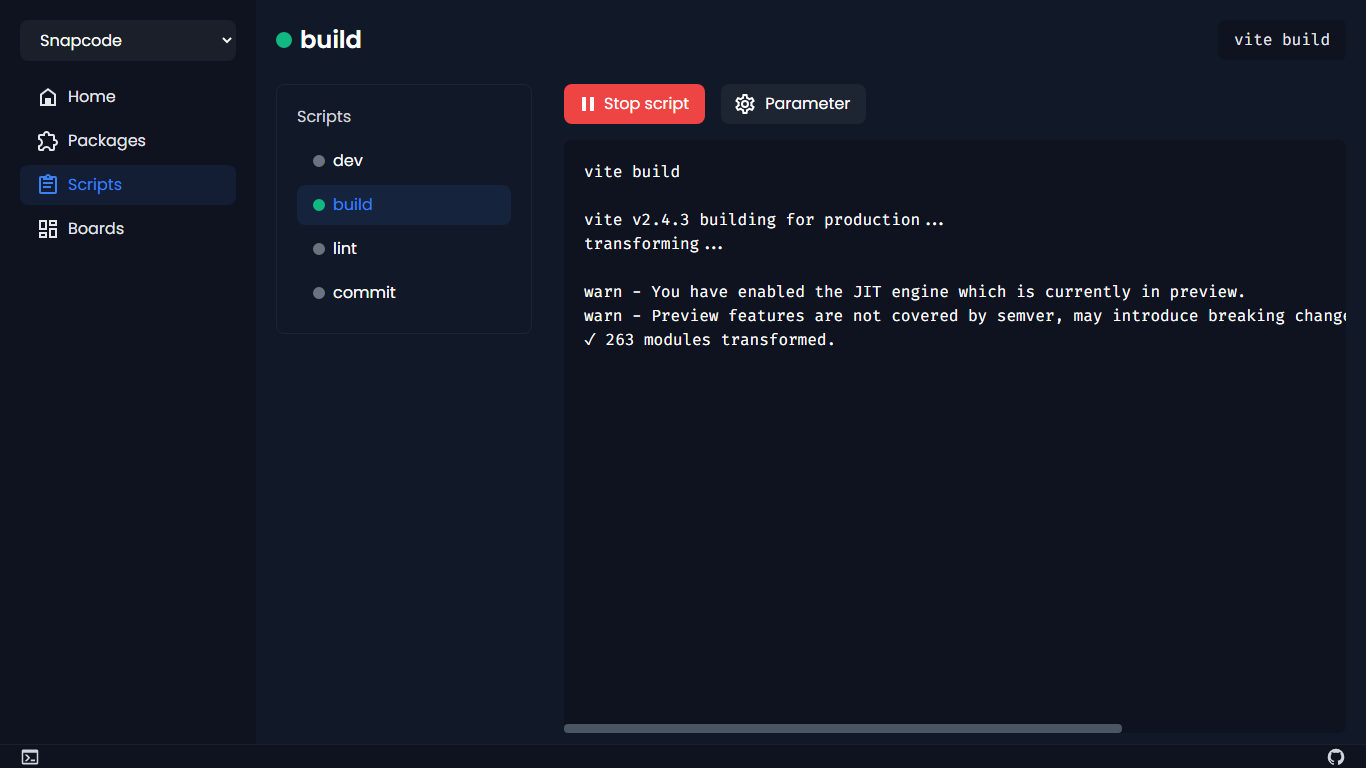 Snapcode
Home
Packages
Scripts
Boards
build
vite build
Scripts
dev
build
lint
commit
Stop script
Parameter
vite build
vite v2.4.3 building for production...
transforming...
warn - You have enabled the JIT engine which is currently in preview.
warn - Preview features are not covered by semver, may introduce breaking change
✓ 263 modules transformed.